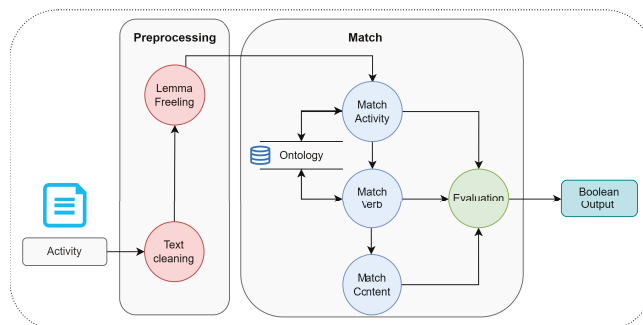 Preprocessing
Match
Lemma
Freeling
Match
Activity
Ontology
Match
Verb
Evaluation
Boolean
Output
Activity
Text
cleaning
Match
Content